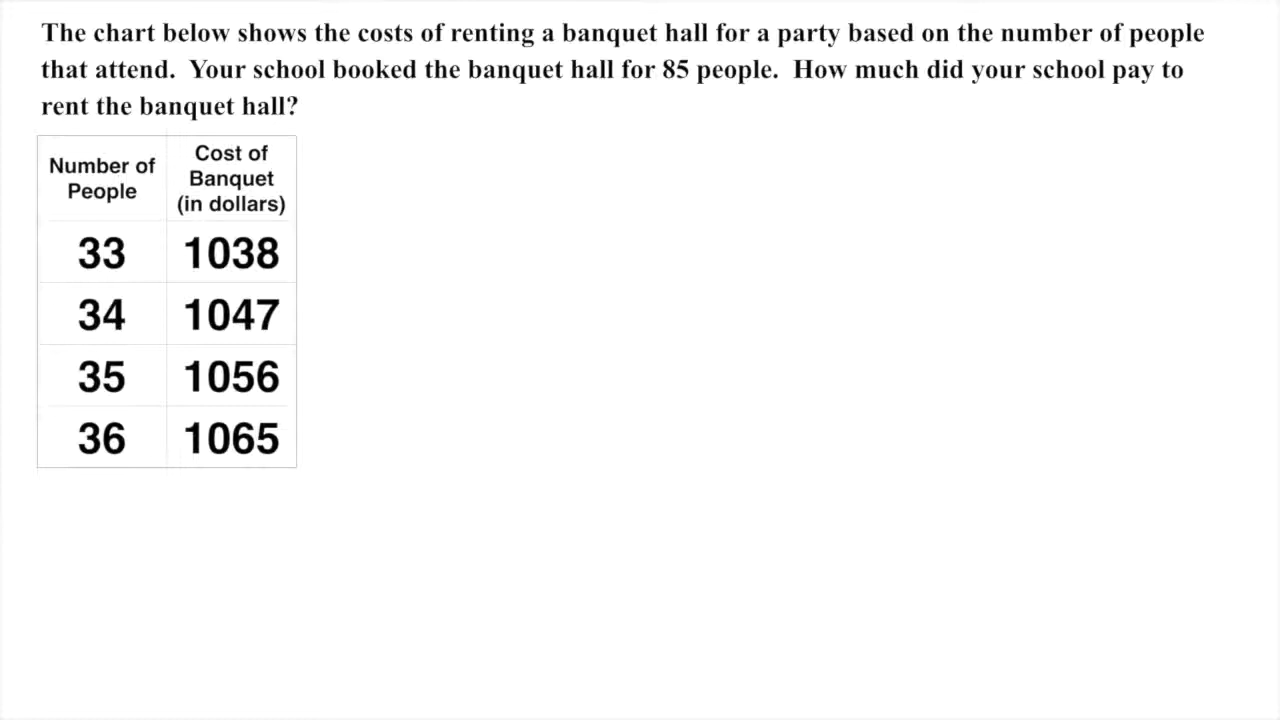 The chart below shows the costs of renting a banquet hall for a party based on the number of people
that attend.  Your school booked the banquet hall for 85 people.  How much did your school pay to
rent the banquet hall?
Number of People | Cost of Banquet (in dollars)
33 1038
34 1047
35 1056
36 1065